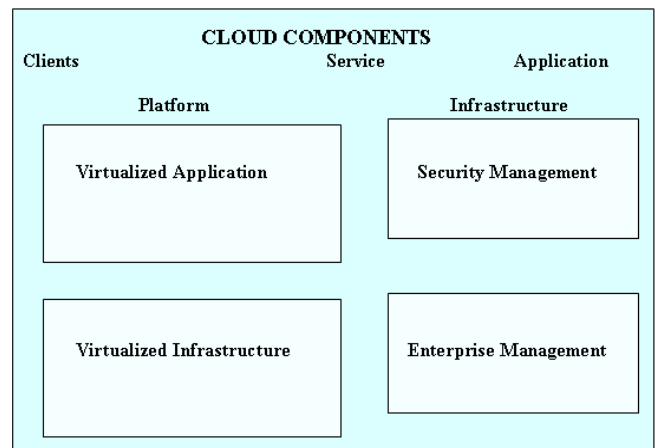 CLOUD COMPONENTS
Clients Service Application
Platform Infrastructure
Virtualized Application Security Management
Virtualized Infrastructure Enterprise Management